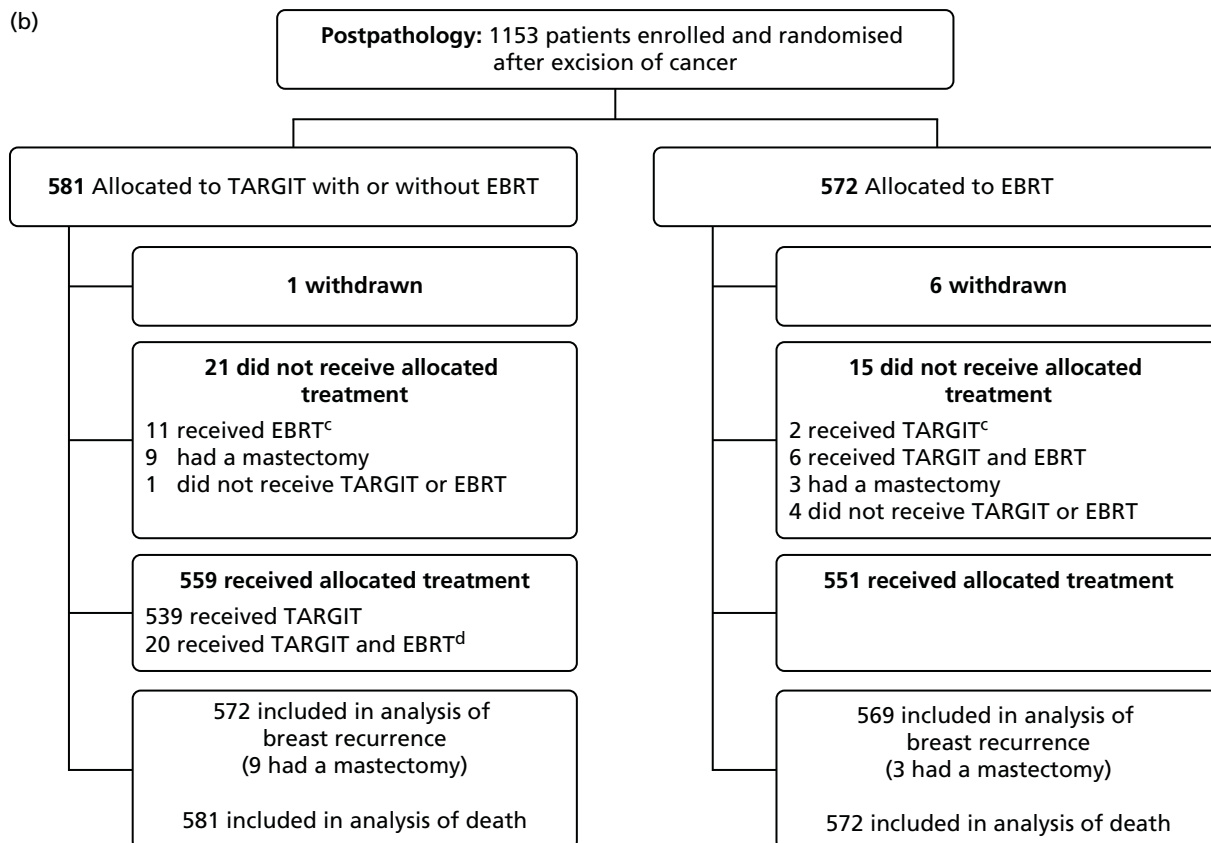 (b)
Postpathology: 1153 patients enrolled and randomised
after excision of cancer
581 Allocated to TARGIT with or without EBRT
1 withdrawn
21 did not receive allocated
treatment
11 received EBRTᶜ
9 had a mastectomy
1 did not receive TARGIT or EBRT
559 received allocated treatment
539 received TARGIT
20 received TARGIT and EBRTᵈ
572 included in analysis of
breast recurrence
(9 had a mastectomy)
581 included in analysis of death
572 Allocated to EBRT
6 withdrawn
15 did not receive allocated
treatment
2 received TARGITᶜ
6 received TARGIT and EBRT
3 had a mastectomy
4 did not receive TARGIT or EBRT
551 received allocated treatment
569 included in analysis of
breast recurrence
(3 had a mastectomy)
572 included in analysis of death